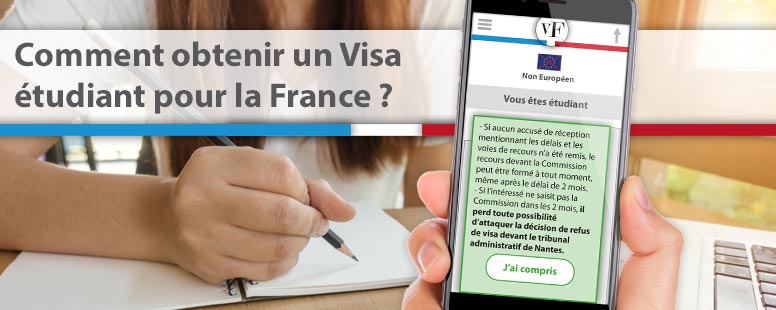 Comment obtenir un Visa
étudiant pour la France ?
VF
Non Européen
Vous êtes étudiant
- Si aucun accusé de réception
mentionnant les délais et les
voies de recours n'a été remis, le
recours devant la Commission
peut être formé à tout moment,
même après le délai de 2 mois.
- Si l'intéressé ne saisit pas la
Commission dans les 2 mois, il
perd toute possibilité
d'attaquer la décision de refus
de visa devant le tribunal
administratif de Nantes.
J'ai compris